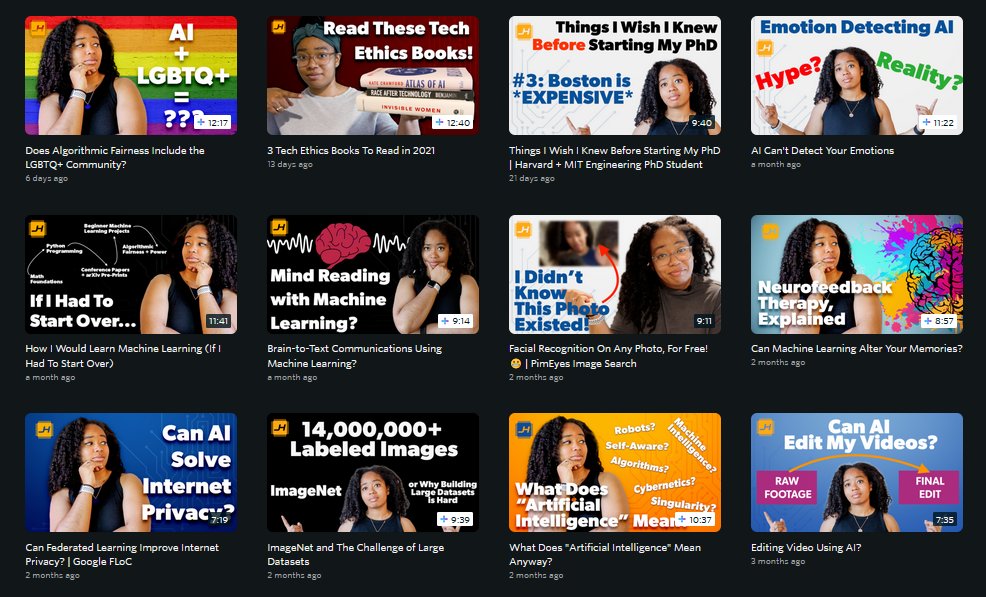 AI
+
LGBTQ+
=
???
+ 12:17
Does Algorithmic Fairness Include the
LGBTQ+ Community?
6 days ago
Read These Tech
Ethics Books!
KATE CRAWFORD ATLAS OF AI
RACE AFTER TECHNOLOGY BENJAMIN
INVISIBLE WOMEN
+ 12:40
3 Tech Ethics Books To Read in 2021
13 days ago
Things I Wish I Knew
Before Starting My PhD
#3: Boston is
*EXPENSIVE*
9:40
Things I Wish I Knew Before Starting My PhD
| Harvard + MIT Engineering PhD Student
21 days ago
Emotion Detecting AI
Hype?
Reality?
+ 11:22
AI Can't Detect Your Emotions
a month ago
Beginner Machine
Learning Projects
Python
Programming
Algorithmic
Fairness + Power
Conference Papers
+ arXiv Pre-Prints
Math
Foundations
If I Had To
Start Over...
11:41
How I Would Learn Machine Learning (If I
Had To Start Over)
a month ago
Mind Reading
with Machine
Learning?
+ 9:14
Brain-to-Text Communications Using
Machine Learning?
a month ago
I Didn't
Know
This Photo
Existed!
9:11
Facial Recognition On Any Photo, For Free!
| PimEyes Image Search
2 months ago
Neurofeedback
Therapy,
Explained
+ 8:57
Can Machine Learning Alter Your Memories?
2 months ago
Can AI
Solve
Internet
Privacy?
7:19
Can Federated Learning Improve Internet
Privacy? | Google FLoC
2 months ago
14,000,000+
Labeled Images
ImageNet
or Why Building
Large Datasets
is Hard
+ 9:39
ImageNet and The Challenge of Large
Datasets
2 months ago
Robots?
Machine
Intelligence?
Self-Aware?
Algorithms?
Cybernetics?
Singularity?
What Does
"Artificial
Intelligence" Mean
+ 10:37
What Does "Artificial Intelligence" Mean
Anyway?
2 months ago
Can AI
Edit My Videos?
RAW
FOOTAGE
FINAL
EDIT
7:35
Editing Video Using AI?
3 months ago